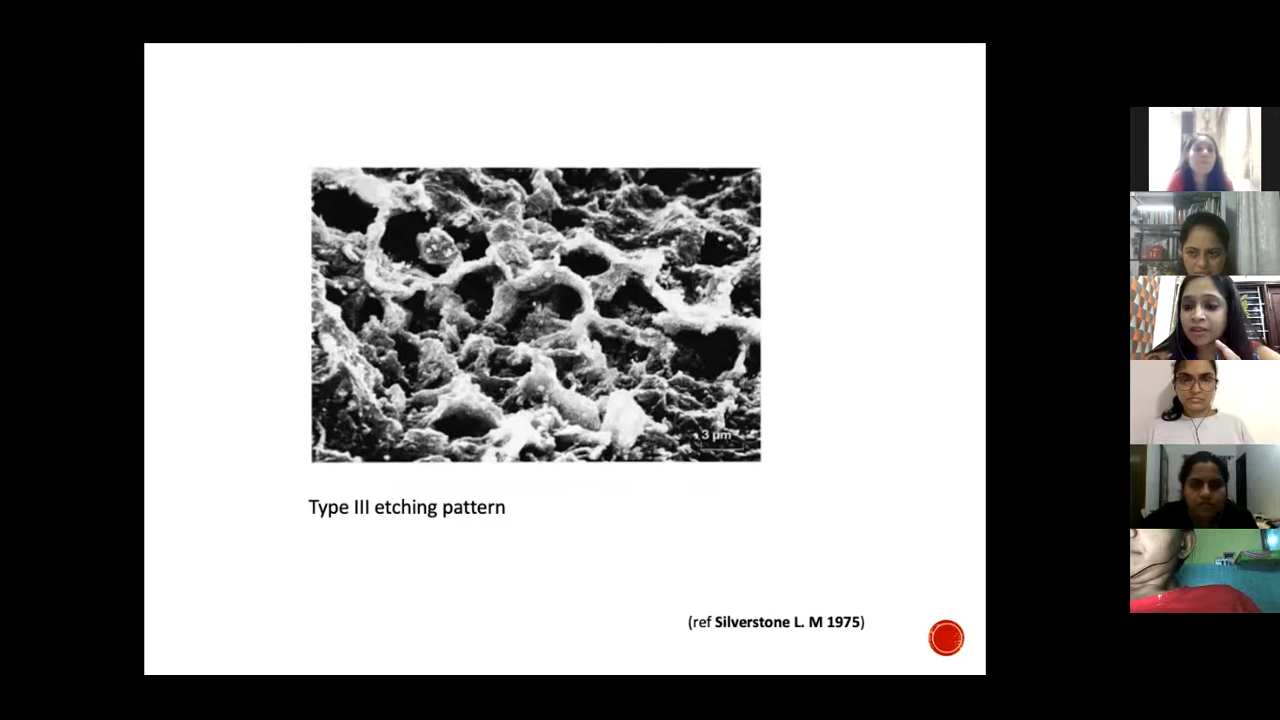 3 µm
Type III etching pattern
(ref Silverstone L. M 1975)